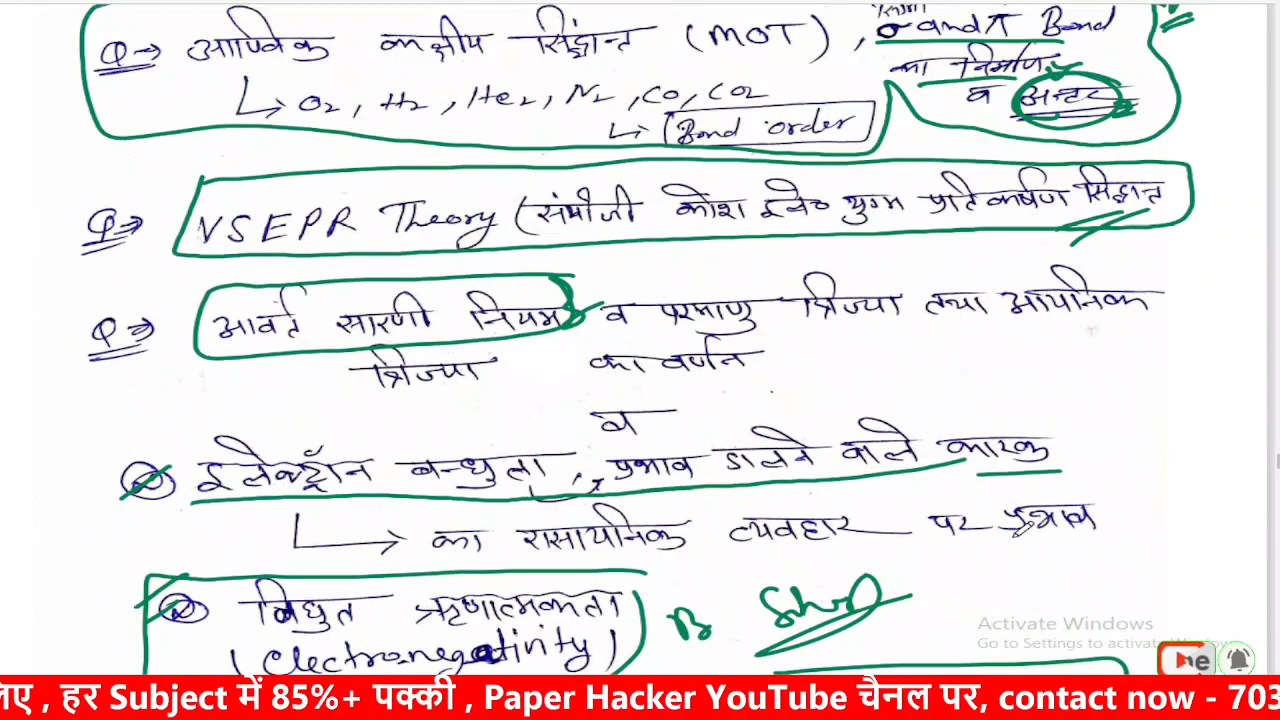 Q → आण्विक कक्षीय सिद्धान्त (MOT) , σ and π Bond
का निर्माण
व अन्तर
↳ O2, H2, He2, N2, CO, CO2
↳ Bond order
Q → VSEPR Theory (संयोजी कोश इले० युग्म प्रतिकर्षण सिद्धान्त
Q → आवर्त सारणी नियम व परमाणु त्रिज्या तथा आयनिक
त्रिज्या का वर्णन
व
इलेक्ट्रॉन बन्धुता , प्रभाव डालने वाले कारक
→ का रासायनिक व्यवहार पर प्रभाव
विधुत ऋणात्मकता
(electronegativity)
Activate Windows
Go to Settings to activate Windows.
लिए , हर Subject में 85%+ पक्की , Paper Hacker YouTube चैनल पर, contact now - 703